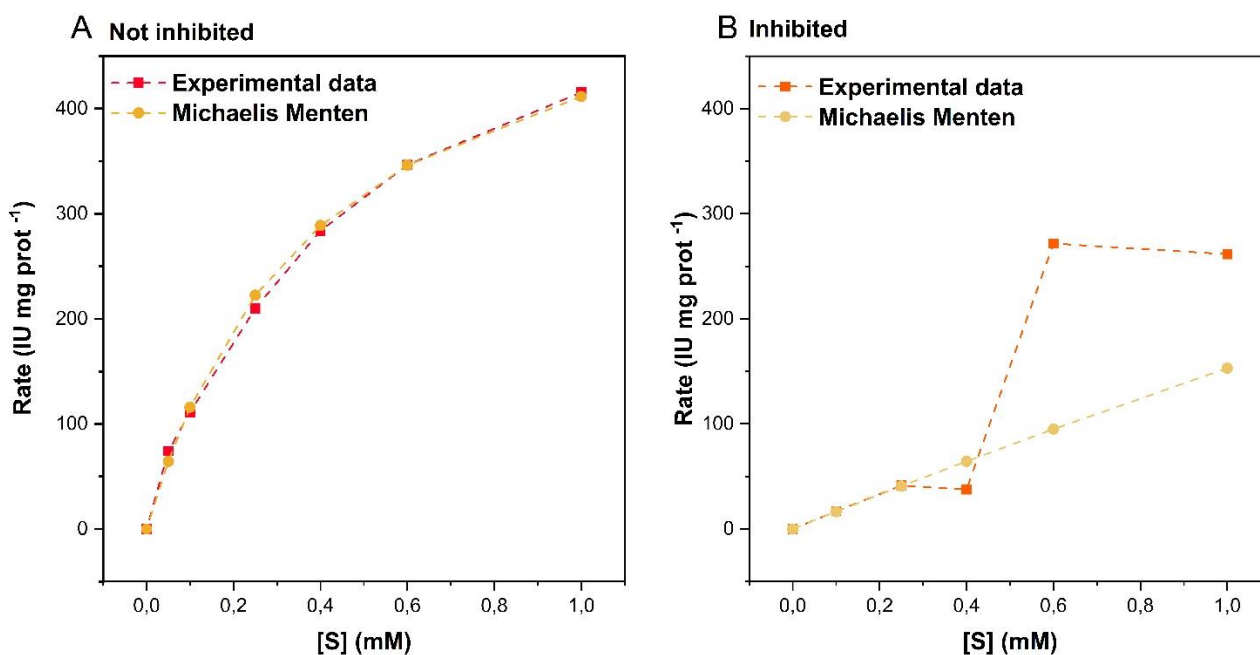 A Not inhibited
Experimental data
Michaelis Menten
400
300
200
100
0
Rate (IU mg prot -1)
0,0 0,2 0,4 0,6 0,8 1,0
[S] (mM)
B Inhibited
Experimental data
Michaelis Menten
400
300
200
100
0
Rate (IU mg prot -1)
0,0 0,2 0,4 0,6 0,8 1,0
[S] (mM)